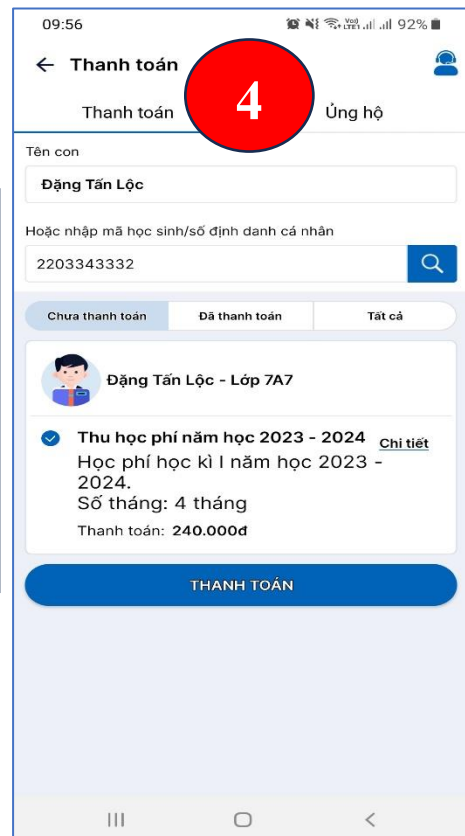 09:56
92%
Thanh toán
4
Thanh toán
Ủng hộ
Tên con
Đặng Tấn Lộc
Hoặc nhập mã học sinh/số định danh cá nhân
2203343332
Chưa thanh toán
Đã thanh toán
Tất cả
Đặng Tấn Lộc - Lớp 7A7
Thu học phí năm học 2023 - 2024 Chi tiết
Học phí học kì I năm học 2023 -
2024.
Số tháng: 4 tháng
Thanh toán: 240.000đ
THANH TOÁN